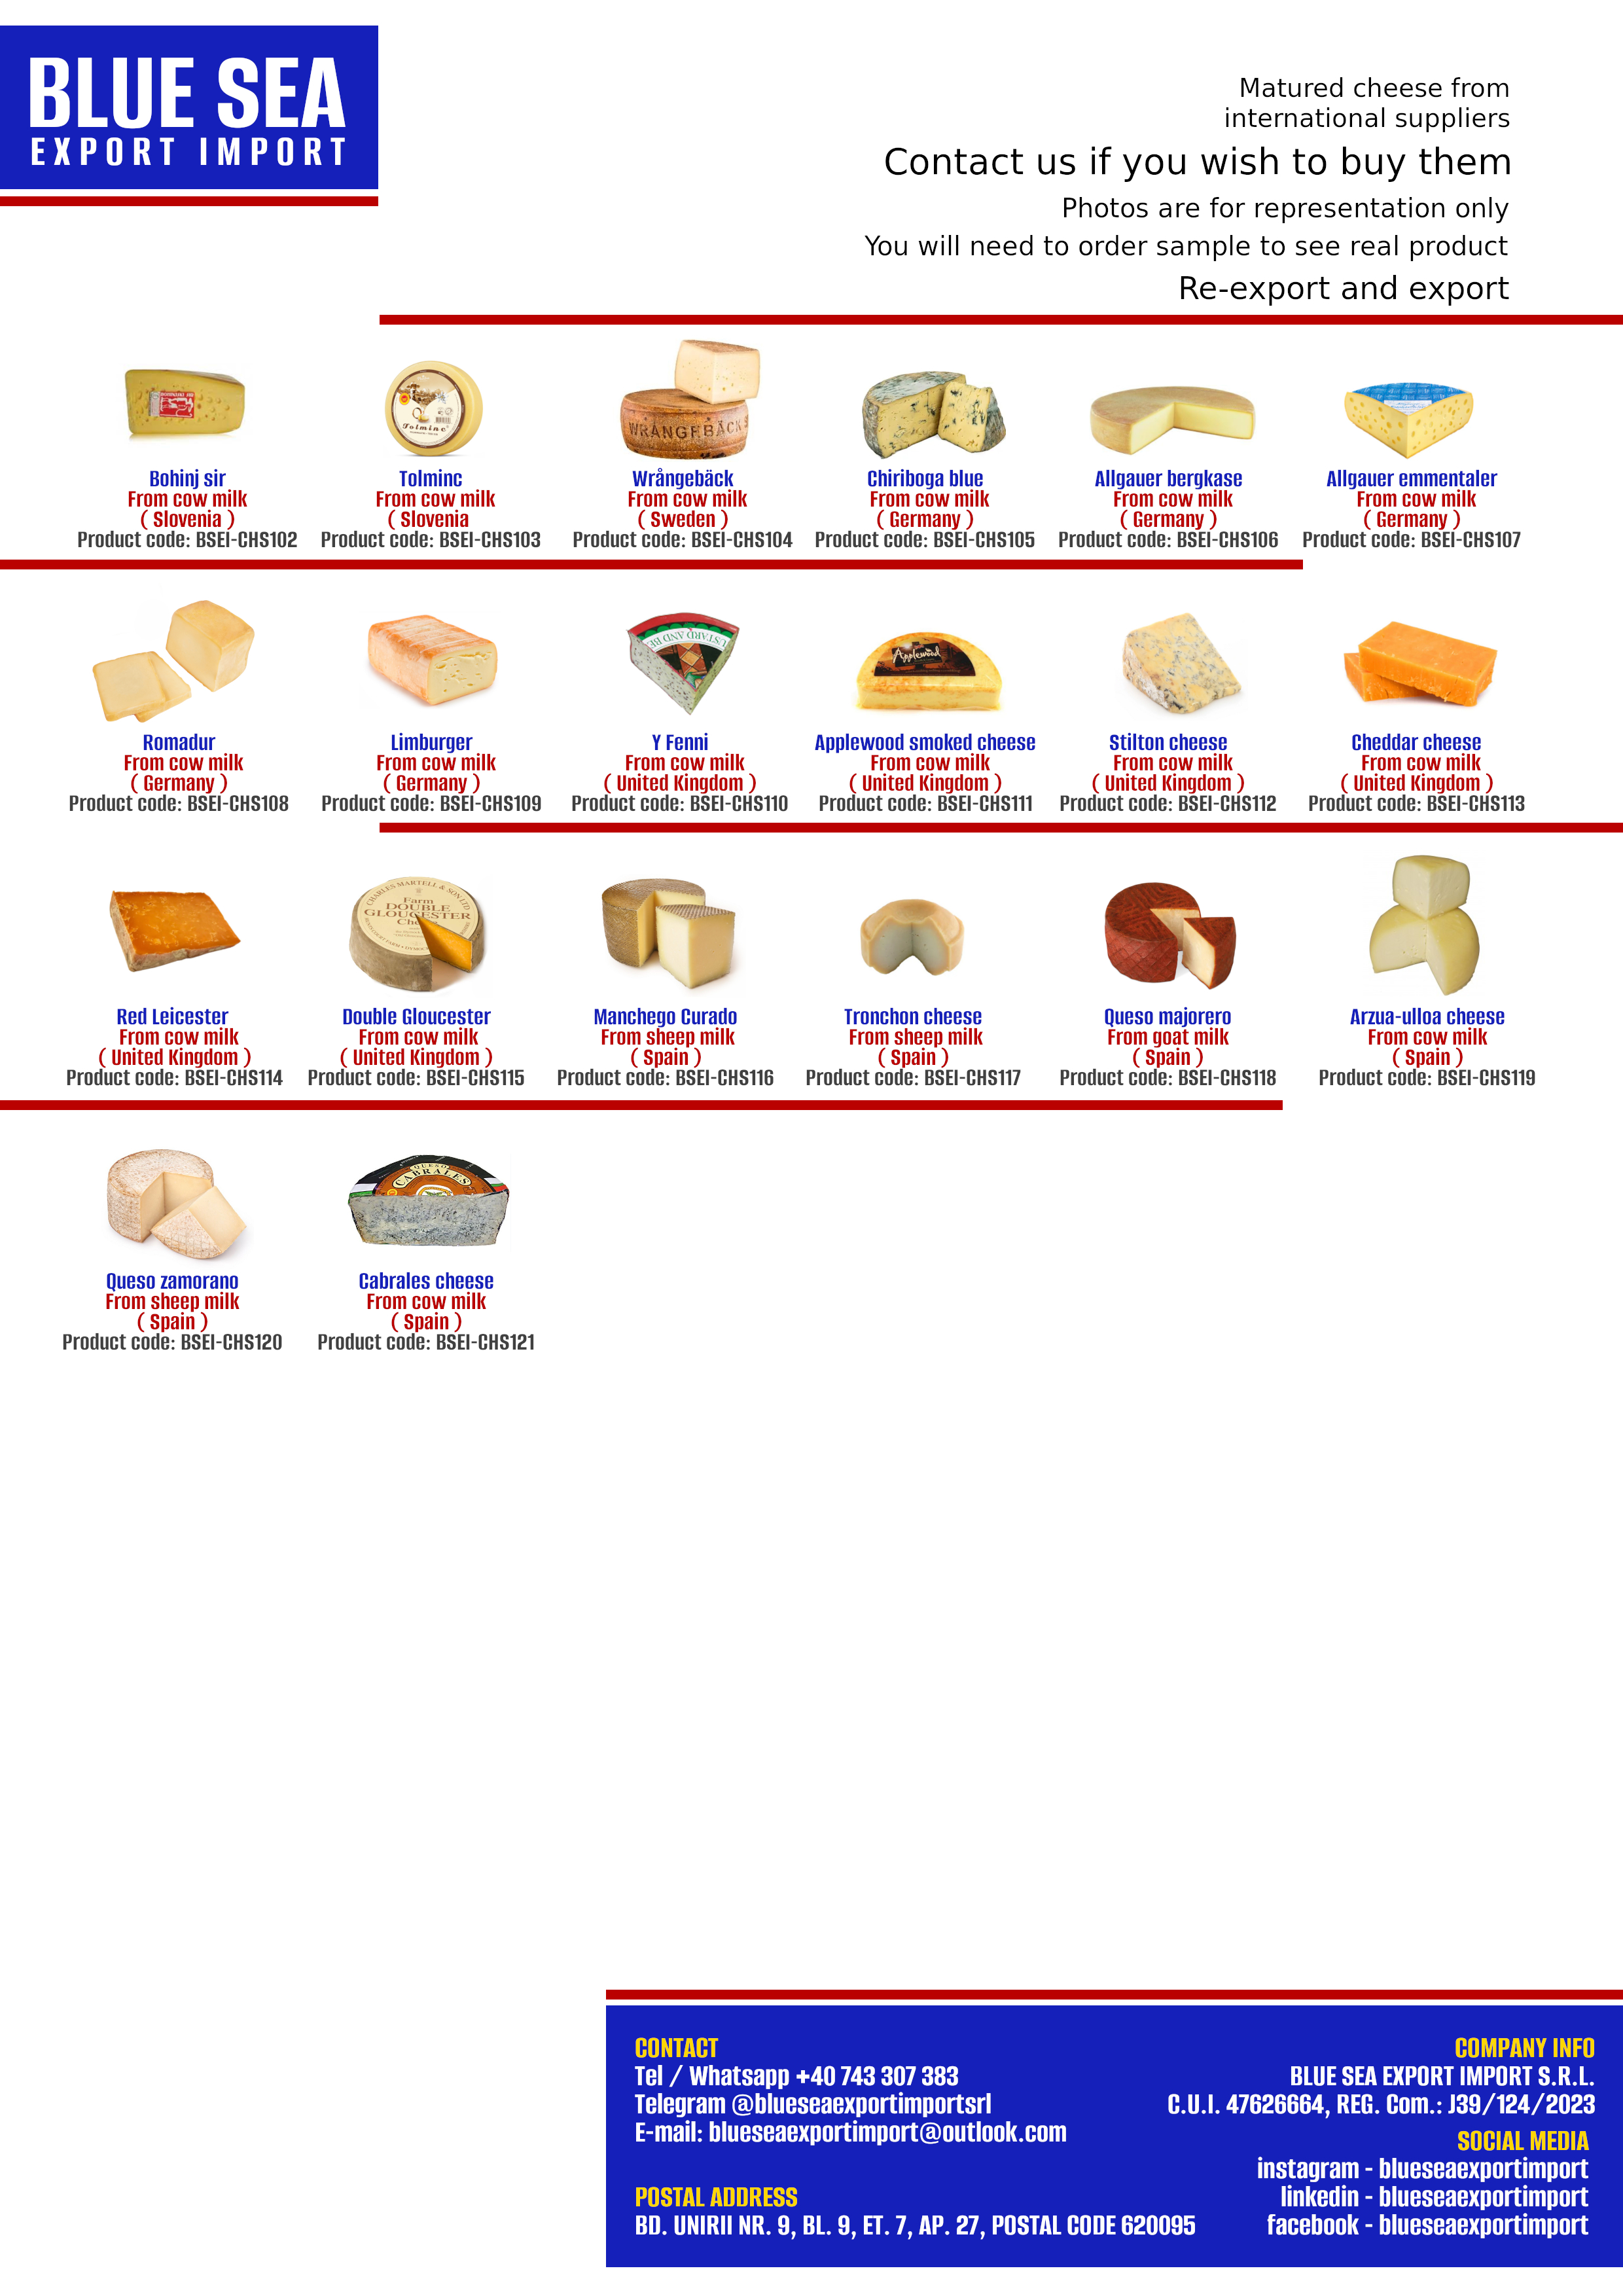 BLUE SEA
EXPORT IMPORT
Matured cheese from
international suppliers
Contact us if you wish to buy them
Photos are for representation only
You will need to order sample to see real product
Re-export and export
Tolminc
WRÅNGEBÄCKS
Bohinj sir
From cow milk
( Slovenia )
Product code: BSEI-CHS102
Tolminc
From cow milk
( Slovenia
Product code: BSEI-CHS103
Wrångebäck
From cow milk
( Sweden )
Product code: BSEI-CHS104
Chiriboga blue
From cow milk
( Germany )
Product code: BSEI-CHS105
Allgauer bergkase
From cow milk
( Germany )
Product code: BSEI-CHS106
Allgauer emmentaler
From cow milk
( Germany )
Product code: BSEI-CHS107
Applewood
Romadur
From cow milk
( Germany )
Product code: BSEI-CHS108
Limburger
From cow milk
( Germany )
Product code: BSEI-CHS109
Y Fenni
From cow milk
( United Kingdom )
Product code: BSEI-CHS110
Applewood smoked cheese
From cow milk
( United Kingdom )
Product code: BSEI-CHS111
Stilton cheese
From cow milk
( United Kingdom )
Product code: BSEI-CHS112
Cheddar cheese
From cow milk
( United Kingdom )
Product code: BSEI-CHS113
CHARLES MARTELL & SON LTD
Farm
DOUBLE
GLOUCESTER
Red Leicester
From cow milk
( United Kingdom )
Product code: BSEI-CHS114
Double Gloucester
From cow milk
( United Kingdom )
Product code: BSEI-CHS115
Manchego Curado
From sheep milk
( Spain )
Product code: BSEI-CHS116
Tronchon cheese
From sheep milk
( Spain )
Product code: BSEI-CHS117
Queso majorero
From goat milk
( Spain )
Product code: BSEI-CHS118
Arzua-ulloa cheese
From cow milk
( Spain )
Product code: BSEI-CHS119
QUESO
CABRALES
Queso zamorano
From sheep milk
( Spain )
Product code: BSEI-CHS120
Cabrales cheese
From cow milk
( Spain )
Product code: BSEI-CHS121
CONTACT
Tel / Whatsapp +40 743 307 383
Telegram @blueseaexportimportsrl
E-mail: blueseaexportimport@outlook.com
POSTAL ADDRESS
BD. UNIRII NR. 9, BL. 9, ET. 7, AP. 27, POSTAL CODE 620095
COMPANY INFO
BLUE SEA EXPORT IMPORT S.R.L.
C.U.I. 47626664, REG. Com.: J39/124/2023
SOCIAL MEDIA
instagram - blueseaexportimport
linkedin - blueseaexportimport
facebook - blueseaexportimport